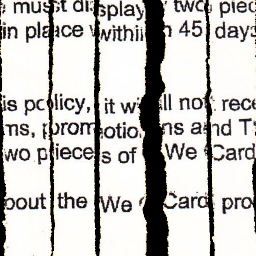 must display two piec
in place within 45 days
is policy, it will not rece
ms, promotions and T
wo pieces of We Card
bout the We Card pro